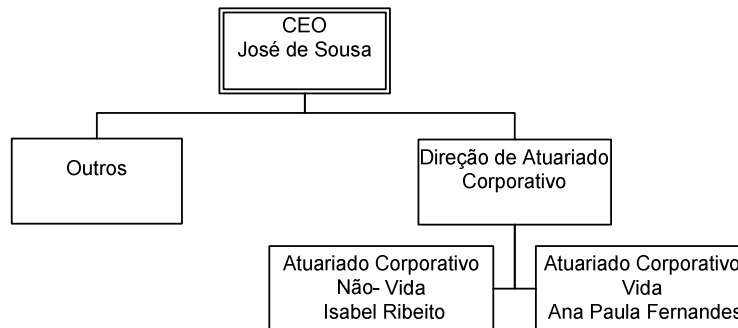 CEO
José de Sousa
Outros
Direção de Atuariado
Corporativo
Atuariado Corporativo
Não- Vida
Isabel Ribeito
Atuariado Corporativo
Vida
Ana Paula Fernandes